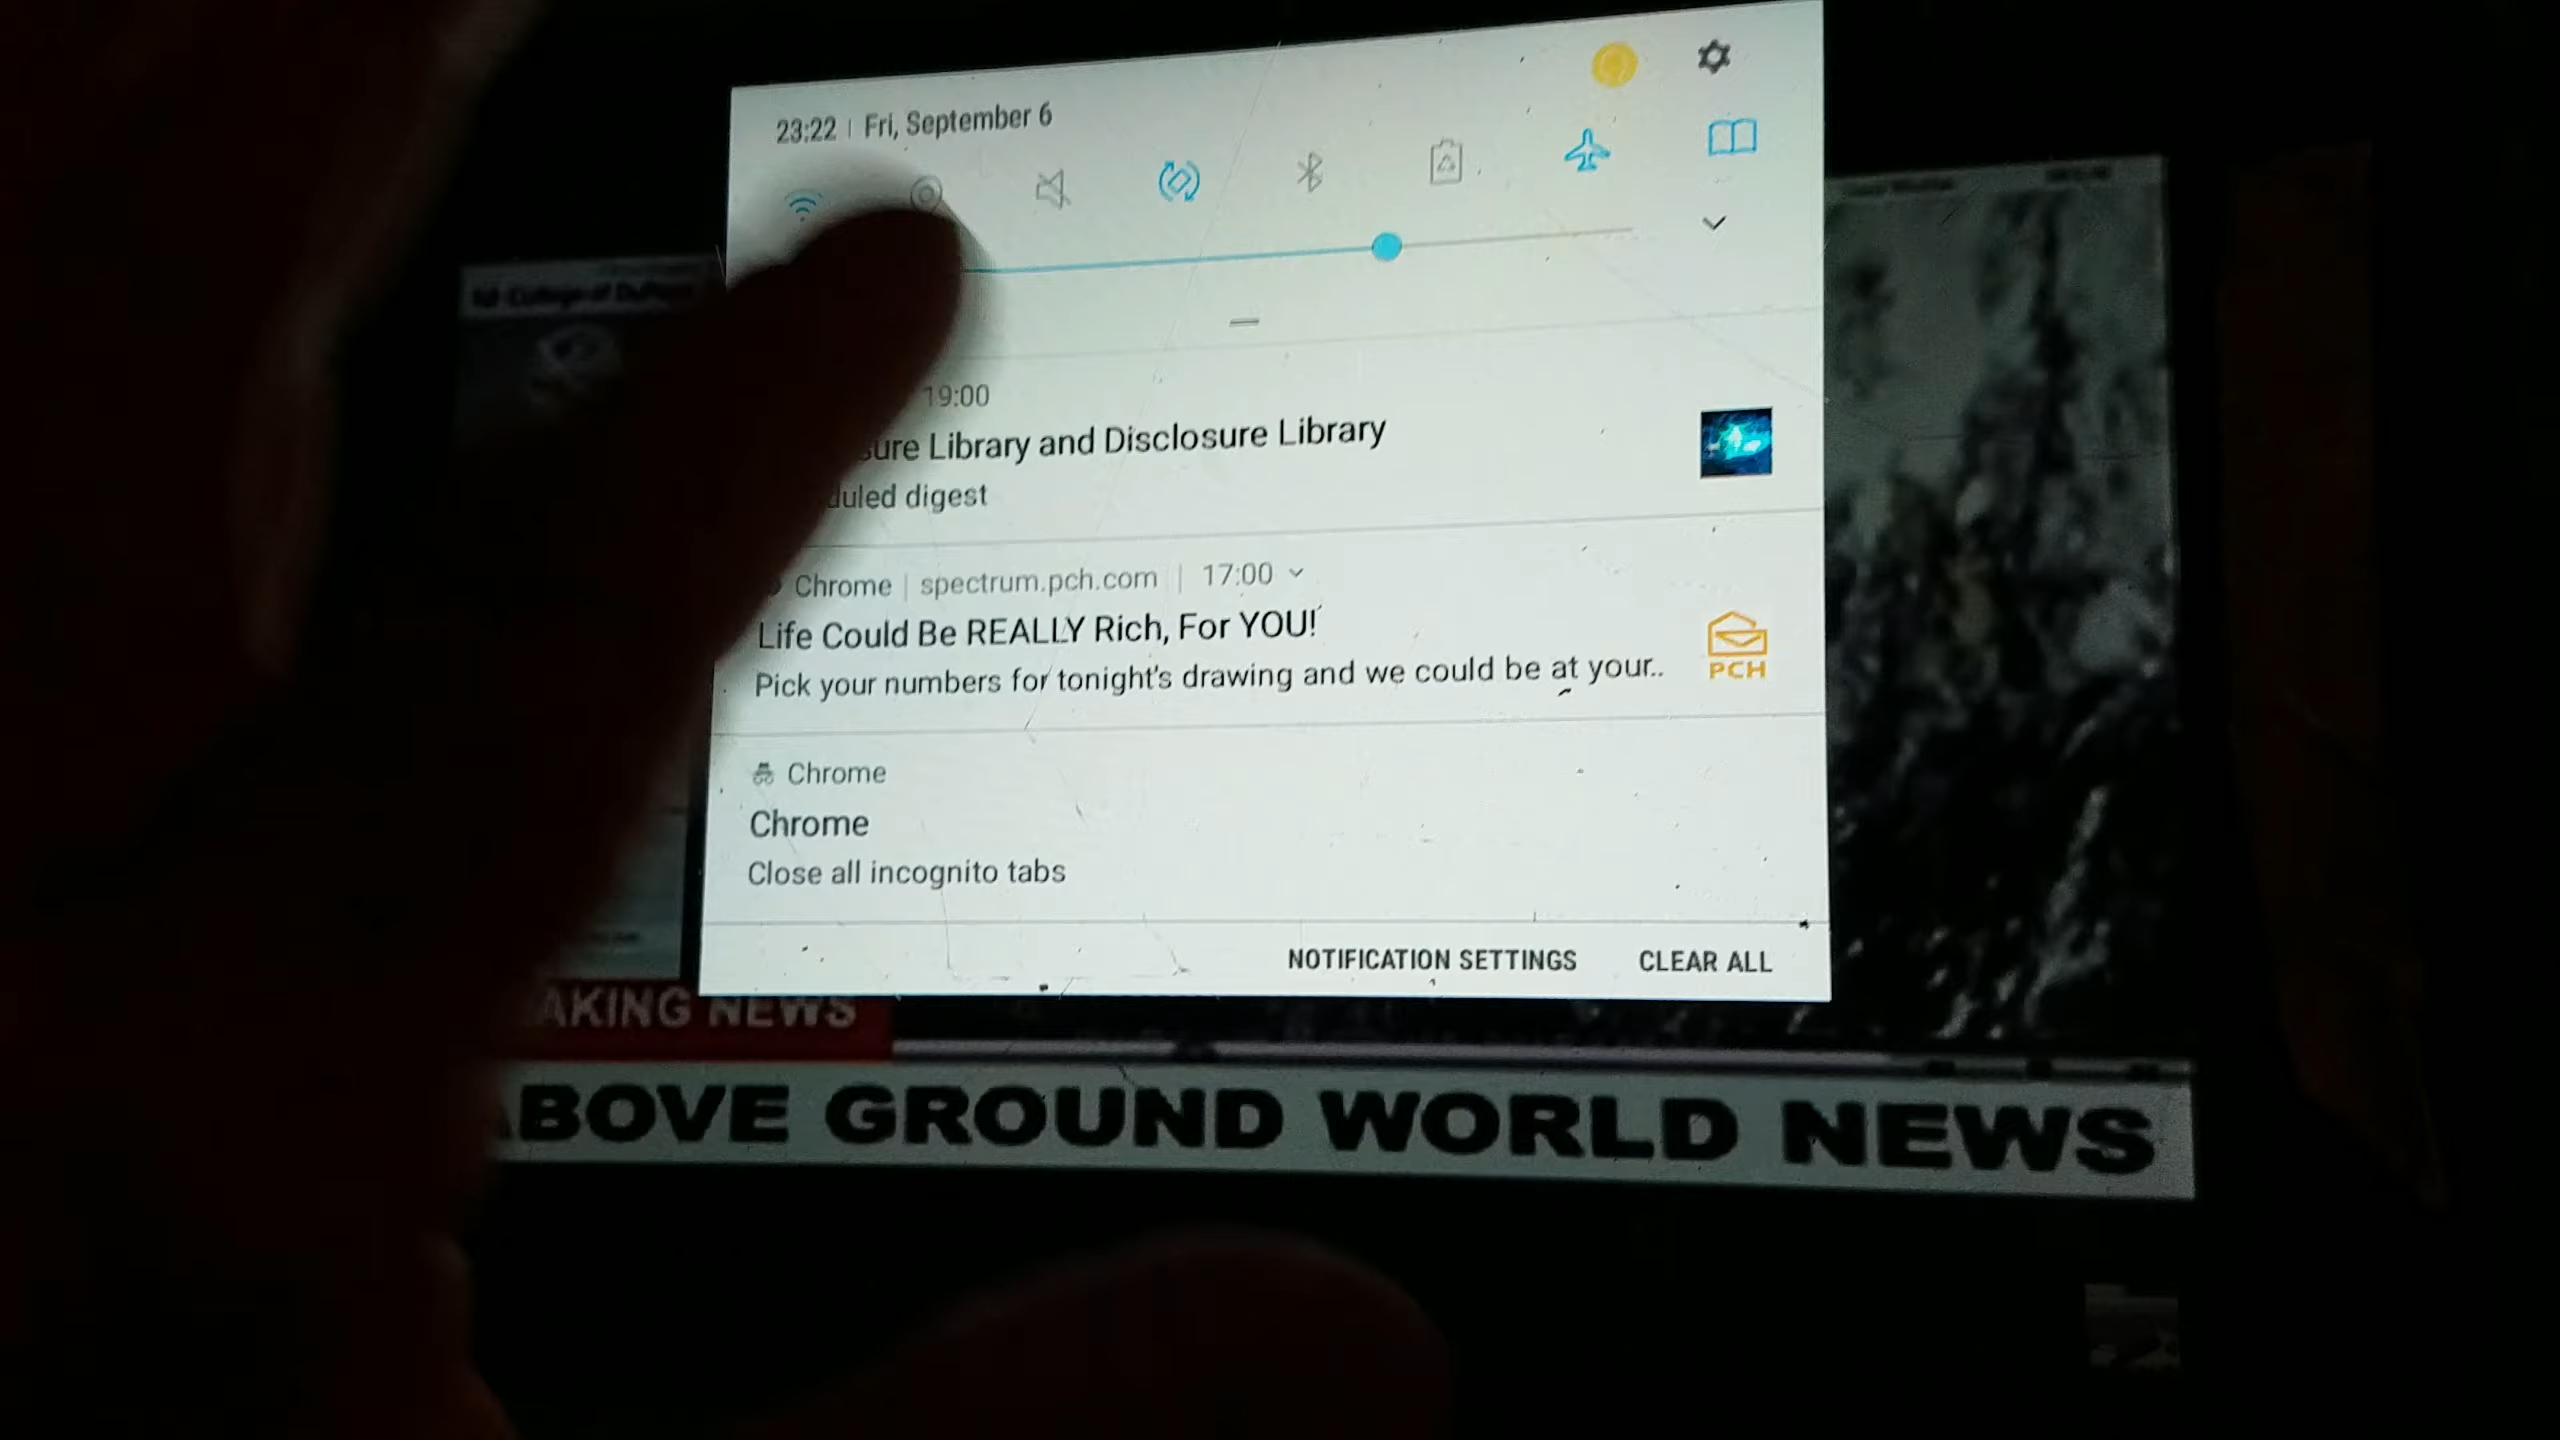 23:22 | Fri, September 6
19:00
ure Library and Disclosure Library
duled digest
Chrome | spectrum.pch.com | 17:00
Life Could Be REALLY Rich, For YOU!
Pick your numbers for tonight's drawing and we could be at your..
PCH
Chrome
Chrome
Close all incognito tabs
NOTIFICATION SETTINGS CLEAR ALL
AKING NEWS
BOVE GROUND WORLD NEWS